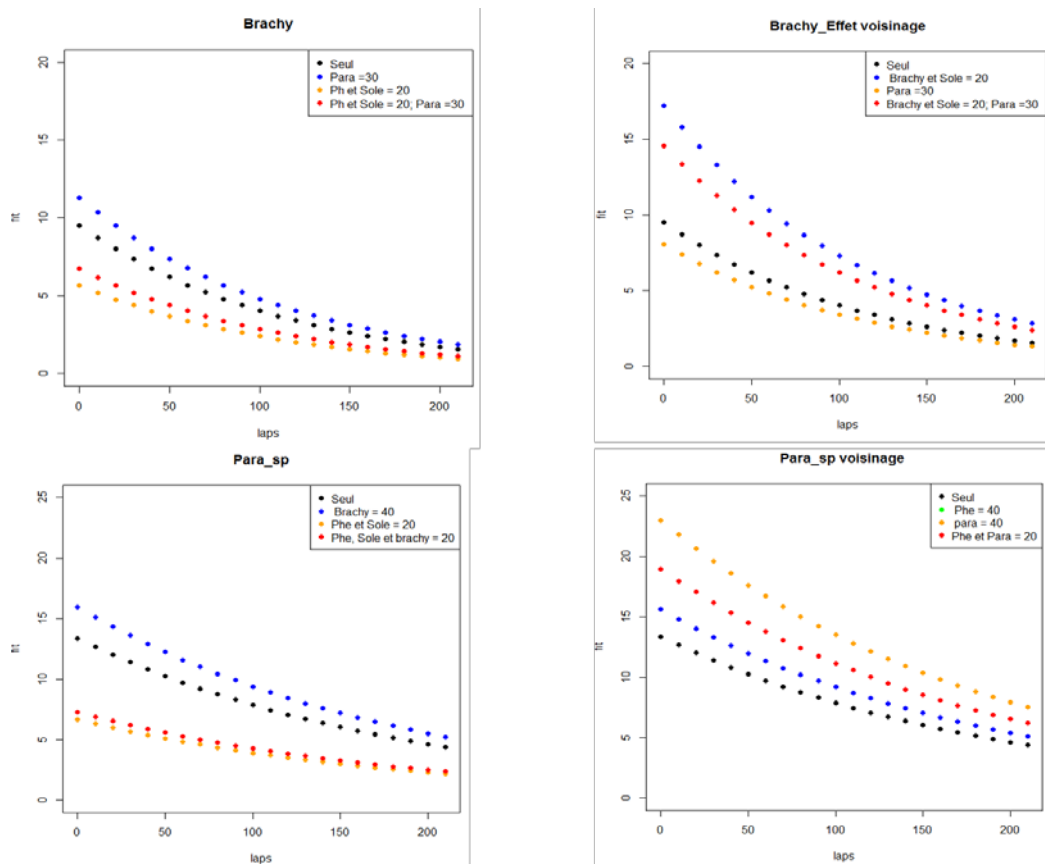 Brachy
20
15
10
5
0
fit
0 50 100 150 200
laps
Seul
Para =30
Ph et Sole = 20
Ph et Sole = 20; Para =30
Brachy_Effet voisinage
20
15
10
5
0
fit
0 50 100 150 200
laps
Seul
Brachy et Sole = 20
Para =30
Brachy et Sole = 20; Para =30
Para_sp
25
20
15
10
5
0
fit
0 50 100 150 200
laps
Seul
Brachy = 40
Phe et Sole = 20
Phe, Sole et brachy = 20
Para_sp voisinage
25
20
15
10
5
0
fit
0 50 100 150 200
laps
Seul
Phe = 40
para = 40
Phe et Para = 20